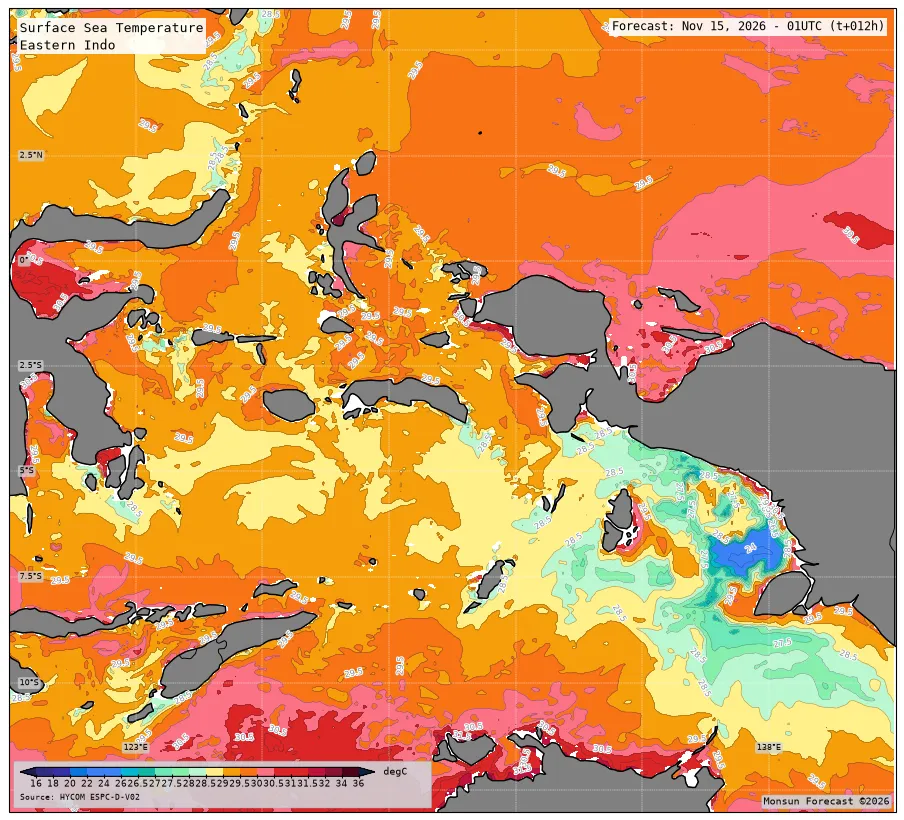 Surface Sea Temperature
Eastern Indo
Forecast: Nov 15, 2026 - 01UTC (t+012h)
2.5°N
0°
2.5°S
5°S
7.5°S
10°S
123°E
138°E
16 18 20 22 24 26 26.5 27 27.5 28 28.5 29 29.5 30 30.5 31 31.5 32 34 36
degC
Source: HYCOM ESPC-D-V02
Monsun Forecast ©2026